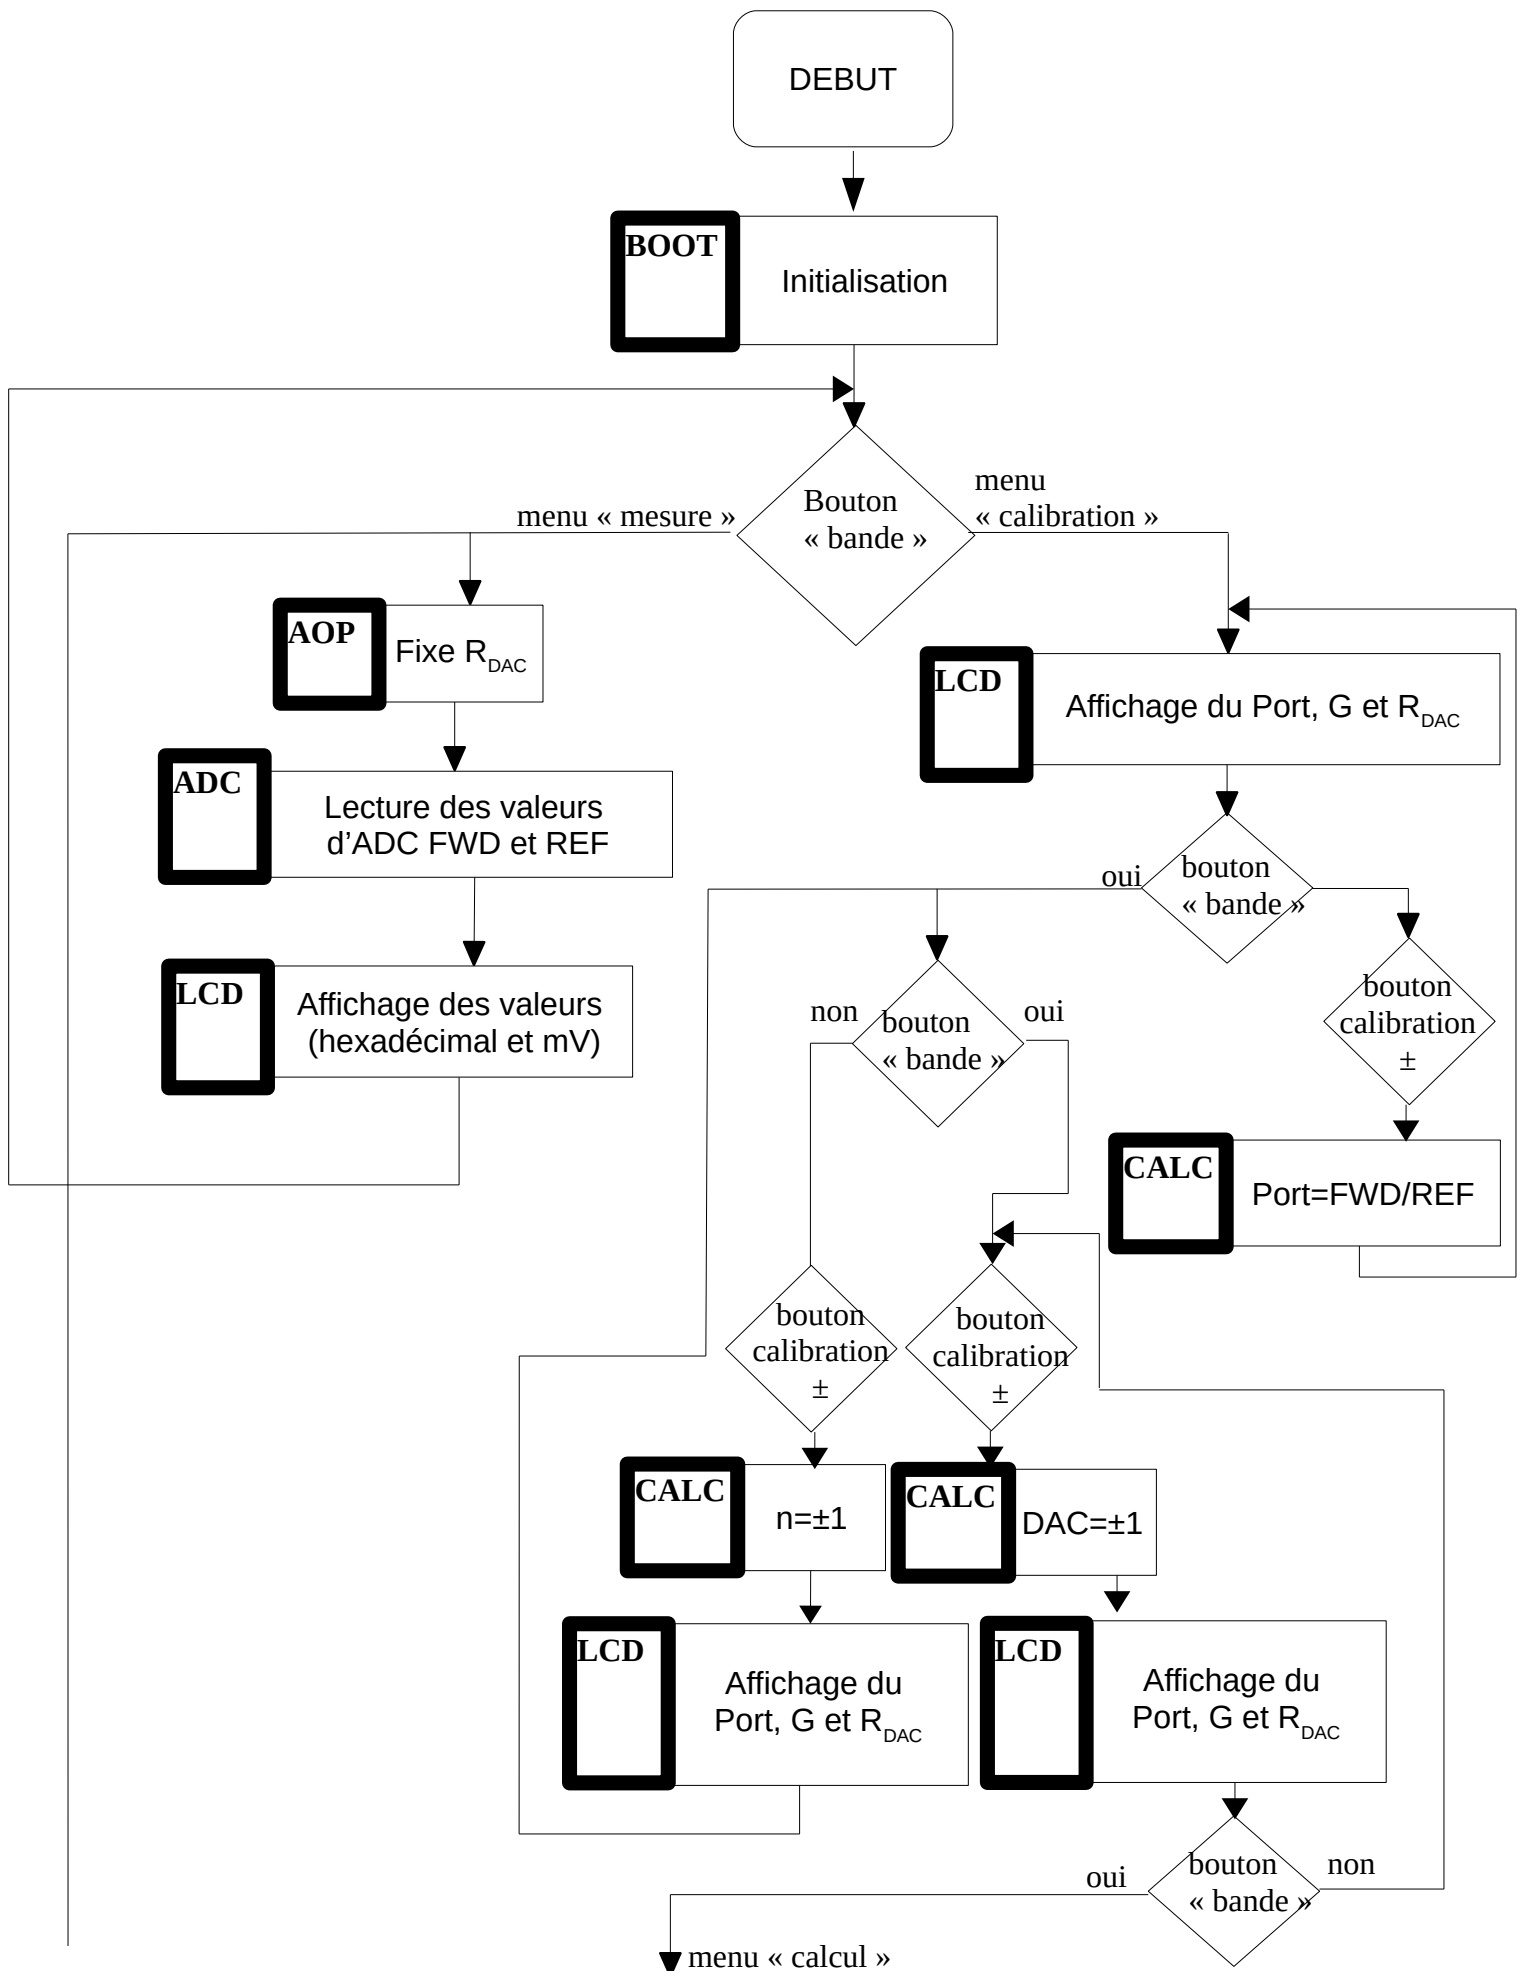 DEBUT
BOOT
Initialisation
Bouton
« bande »
menu « mesure »
menu
« calibration »
AOP
Fixe RDAC
LCD
Affichage du Port, G et RDAC
ADC
Lecture des valeurs
d’ADC FWD et REF
oui
bouton
« bande »
LCD
Affichage des valeurs
(hexadécimal et mV)
non
bouton
« bande »
oui
bouton
calibration
±
CALC
Port=FWD/REF
bouton
calibration
±
bouton
calibration
±
CALC
n=±1
CALC
DAC=±1
LCD
Affichage du
Port, G et RDAC
LCD
Affichage du
Port, G et RDAC
oui
bouton
« bande »
non
menu « calcul »